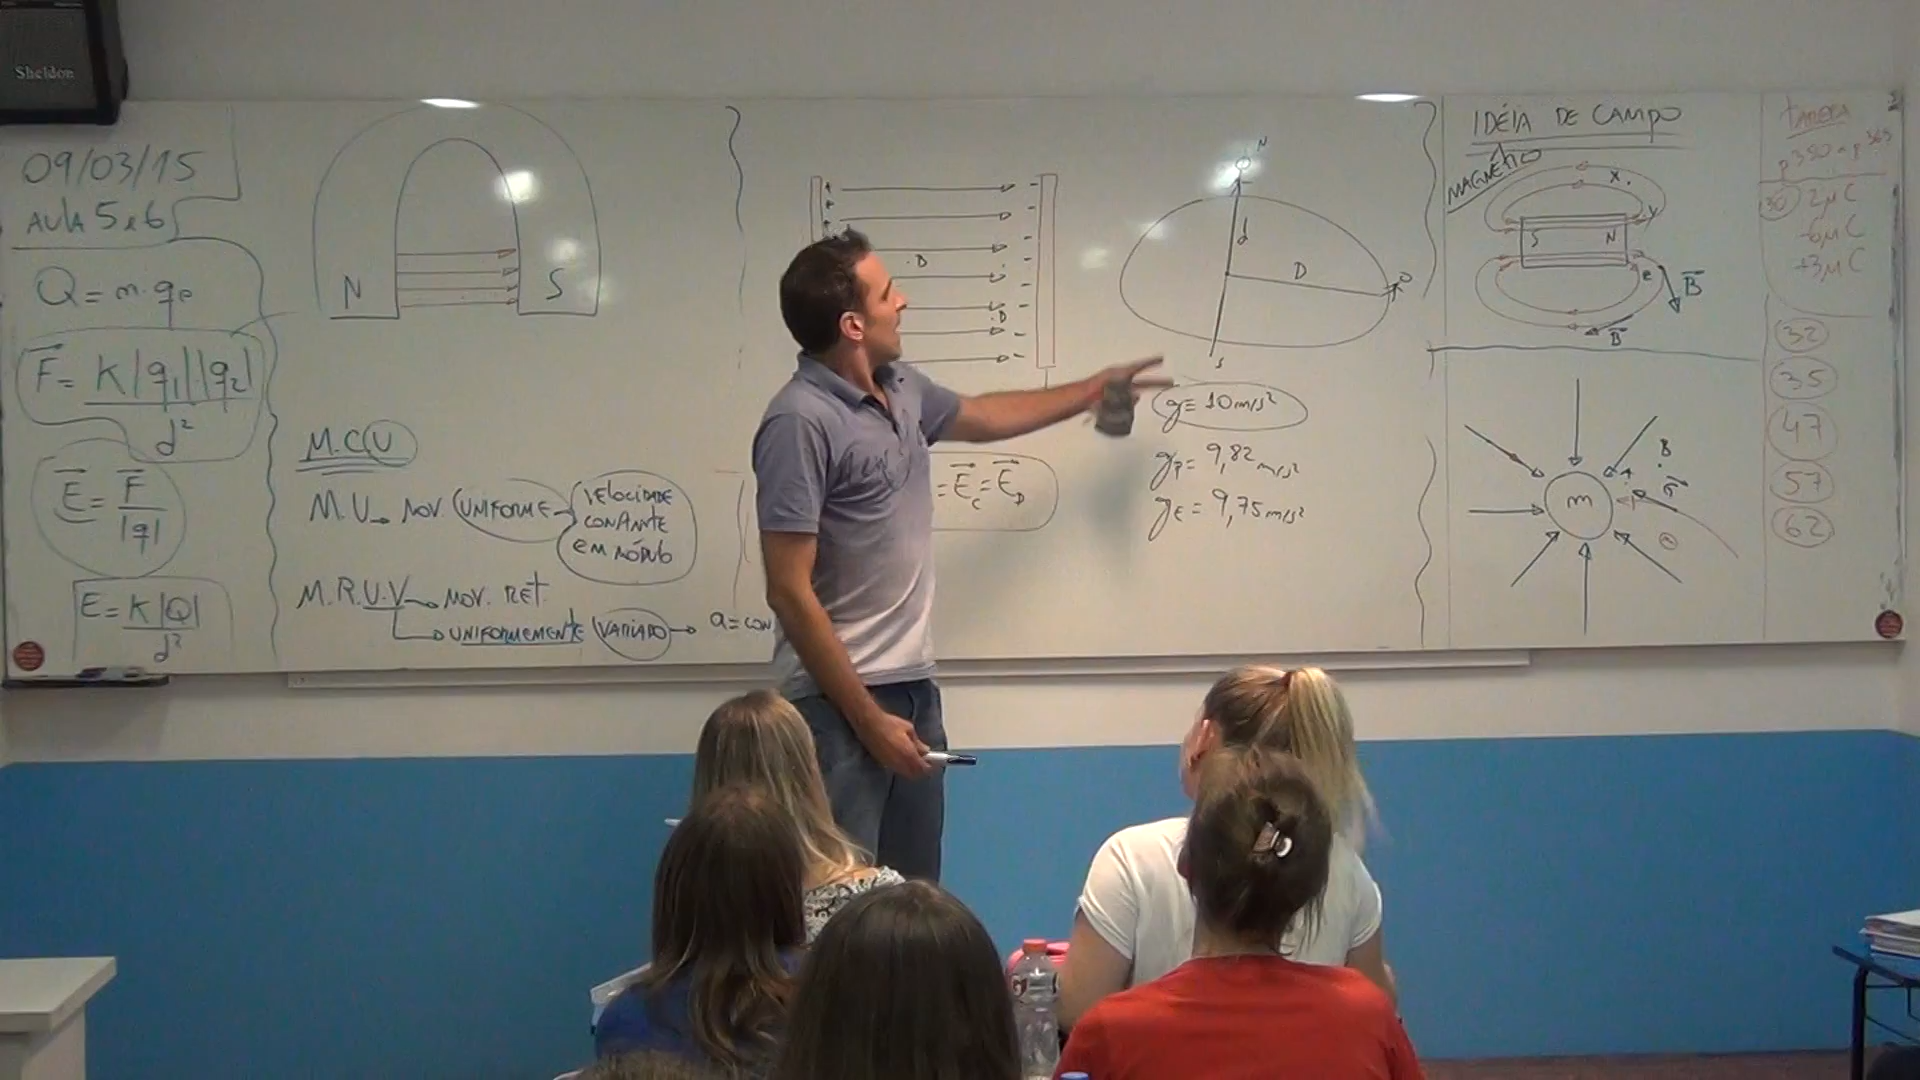 Sheldon
09/03/15
AULA 5 e 6
Q = m . qe
F = K |q1| . |q2|
d²
E = F
|q|
E = K |Q|
d²
N
S
M.C.U
M.U → MOV. UNIFORME → VELOCIDADE
CONSTANTE
EM MÓDULO
M.R.U.V → MOV. RET.
UNIFORMEMENTE VARIADO → a = CON
= EC = ED
N
d
D
S
g = 10 m/s²
gP = 9,82 m/s²
gE = 9,75 m/s²
IDÉIA DE CAMPO
MAGNÉTICO
X
Y
S
N
B
B
m
A
B
TAREFA
30
2μC
-6μC
+3μC
32
35
47
57
62